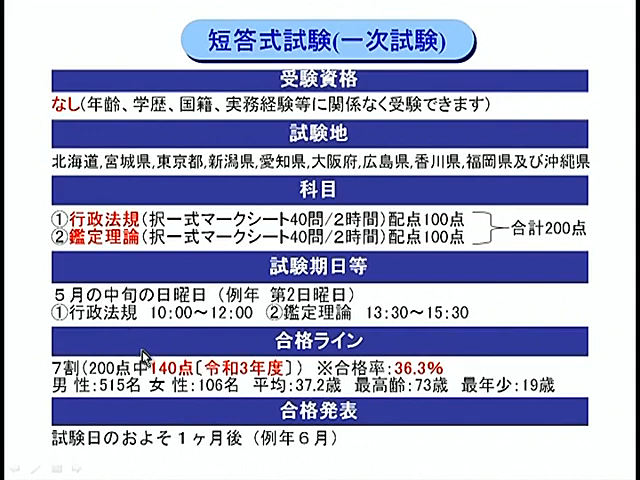 短答式試験(一次試験)
受験資格
なし(年齢、学歴、国籍、実務経験等に関係なく受験できます)
試験地
北海道,宮城県,東京都,新潟県,愛知県,大阪府,広島県,香川県,福岡県及び沖縄県
科目
①行政法規(択一式マークシート40問/2時間)配点100点
②鑑定理論(択一式マークシート40問/2時間)配点100点
合計200点
試験期日等
5月の中旬の日曜日(例年 第2日曜日)
①行政法規 10:00～12:00 ②鑑定理論 13:30～15:30
合格ライン
7割(200点中140点〔令和3年度〕) ※合格率:36.3%
男 性:515名 女 性:106名 平均:37.2歳 最高齢:73歳 最年少:19歳
合格発表
試験日のおよそ1ヶ月後(例年6月)